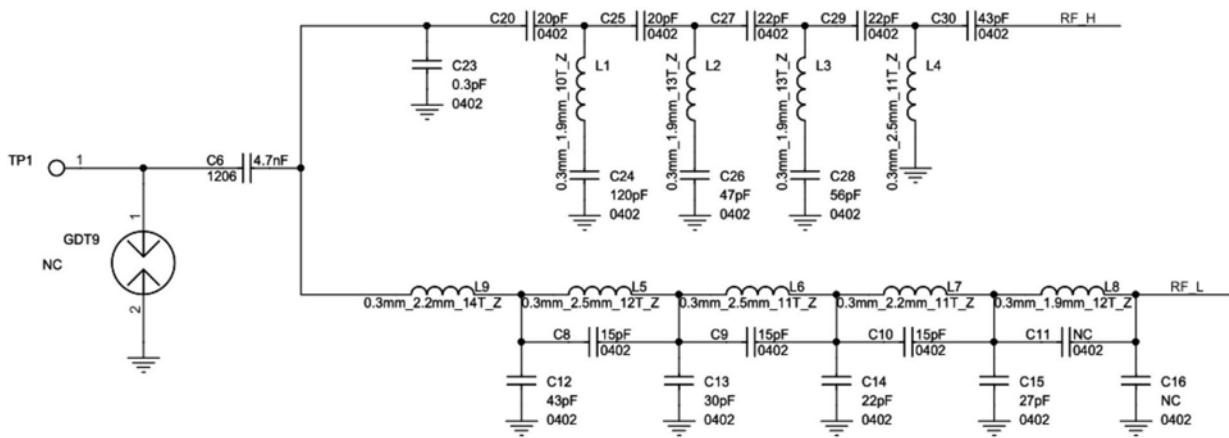 C20 20pF C25 20pF C27 22pF C29 22pF C30 43pF RF_H
0402 0402 0402 0402 0402
C23
0.3pF
0402
0.3mm_1.9mm_10T_Z
L1
0.3mm_1.9mm_13T_Z
L2
0.3mm_1.9mm_13T_Z
L3
0.3mm_2.5mm_11T_Z
L4
C24
120pF
0402
C26
47pF
0402
C28
56pF
0402
TP1 1
C6 4.7nF
1206
1
GDT9
NC
2
L9 L5 L6 L7 L8 RF_L
0.3mm_2.2mm_14T_Z 0.3mm_2.5mm_12T_Z 0.3mm_2.5mm_11T_Z 0.3mm_2.2mm_11T_Z 0.3mm_1.9mm_12T_Z
C8 15pF C9 15pF C10 15pF C11 NC
0402 0402 0402 0402
C12
43pF
0402
C13
30pF
0402
C14
22pF
0402
C15
27pF
0402
C16
NC
0402